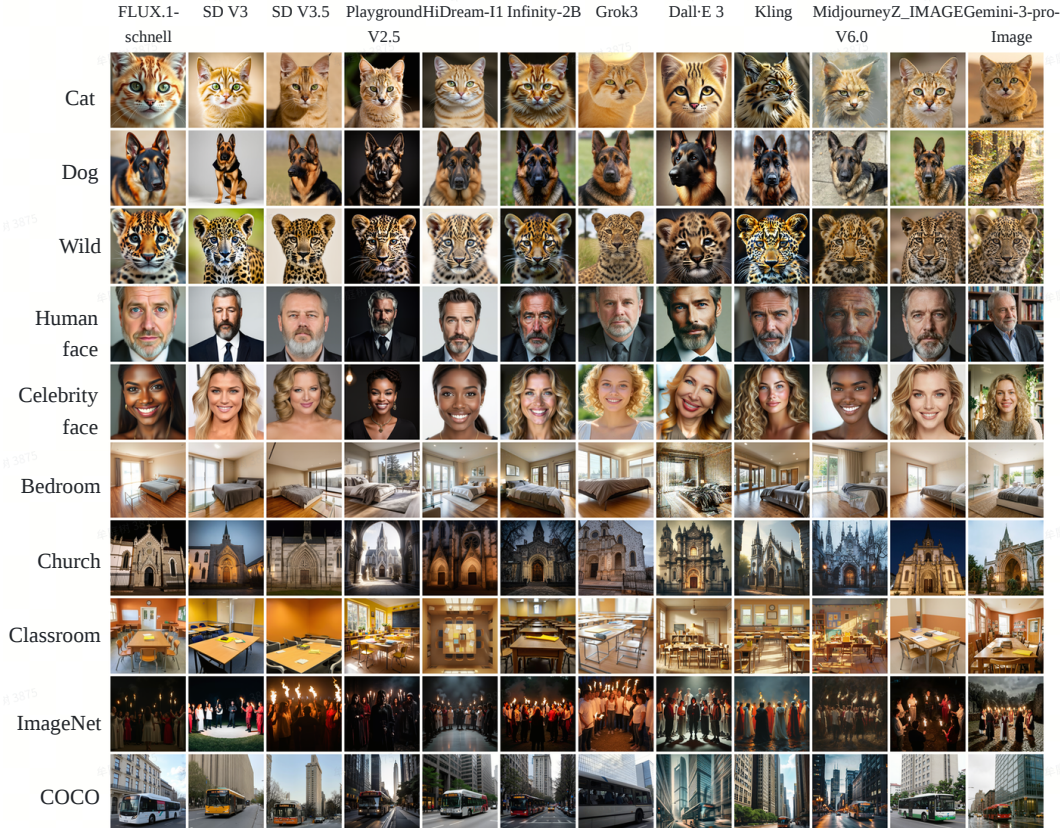 FLUX.1- SD V3 SD V3.5 Playground HiDream-I1 Infinity-2B Grok3 Dall·E 3 Kling Midjourney Z_IMAGE Gemini-3-pro-
schnell V2.5 V6.0 Image
Cat
Dog
Wild
Human
face
Celebrity
face
Bedroom
Church
Classroom
ImageNet
COCO